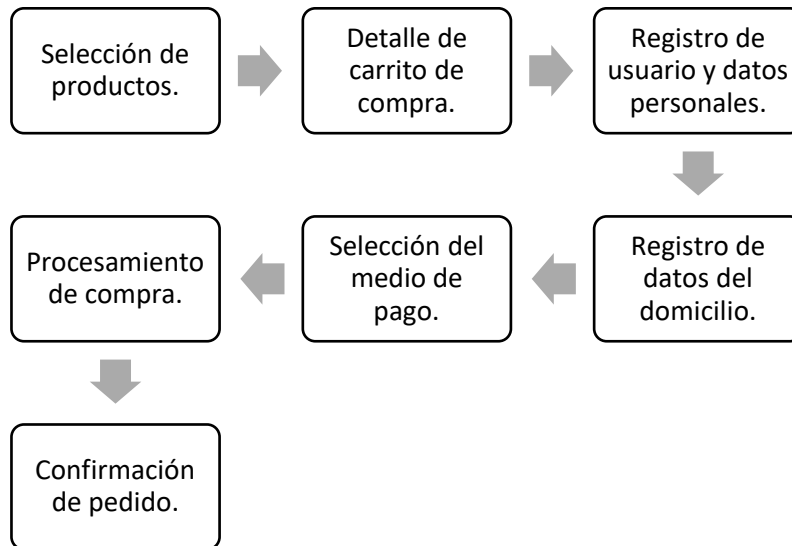 Selección de
productos.
Detalle de
carrito de
compra.
Registro de
usuario y datos
personales.
Registro de
datos del
domicilio.
Selección del
medio de
pago.
Procesamiento
de compra.
Confirmación
de pedido.